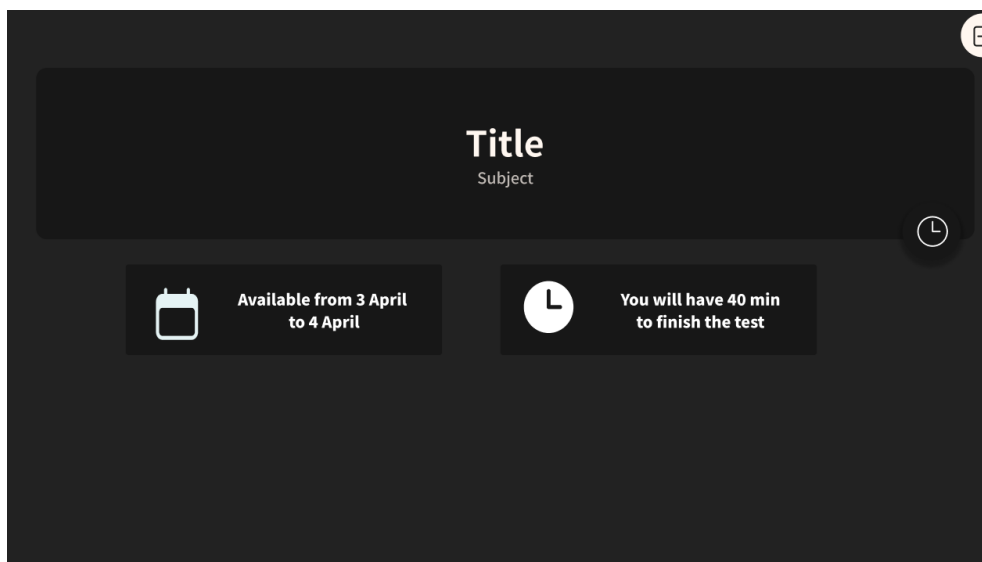 Title
Subject
Available from 3 April
to 4 April
You will have 40 min
to finish the test